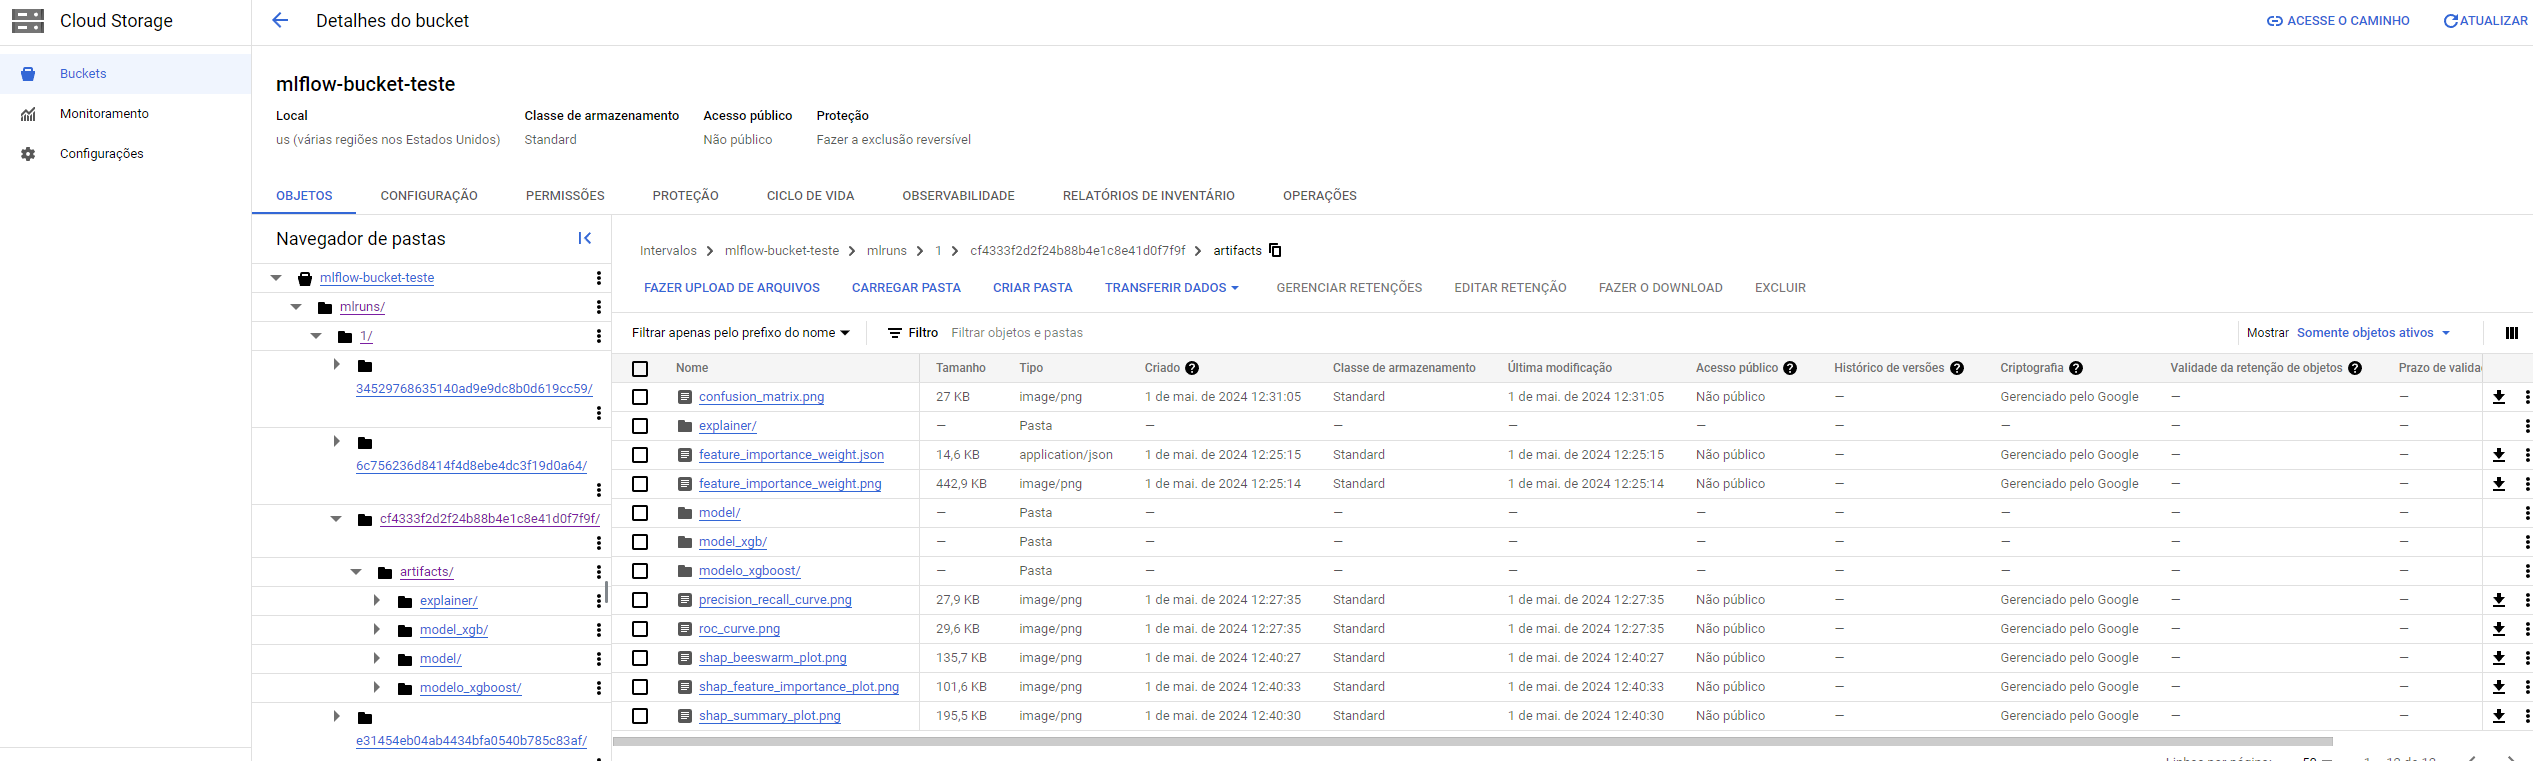 Cloud Storage
Detalhes do bucket
ACESSE O CAMINHO
ATUALIZAR
Buckets
Monitoramento
Configurações
mlflow-bucket-teste
Local
Classe de armazenamento
Acesso público
Proteção
us (várias regiões nos Estados Unidos)
Standard
Não público
Fazer a exclusão reversível
OBJETOS
CONFIGURAÇÃO
PERMISSÕES
PROTEÇÃO
CICLO DE VIDA
OBSERVABILIDADE
RELATÓRIOS DE INVENTÁRIO
OPERAÇÕES
Navegador de pastas
mlflow-bucket-teste
mlruns/
1/
34529768635140ad9e9dc8b0d619cc59/
6c756236d8414f4d8ebe4dc3f19d0a64/
cf4333f2d2f24b88b4e1c8e41d0f7f9f/
artifacts/
explainer/
model_xgb/
model/
modelo_xgboost/
e31454eb04ab4434bfa0540b785c83af/
Intervalos > mlflow-bucket-teste > mlruns > 1 > cf4333f2d2f24b88b4e1c8e41d0f7f9f > artifacts
FAZER UPLOAD DE ARQUIVOS CARREGAR PASTA CRIAR PASTA TRANSFERIR DADOS GERENCIAR RETENÇÕES EDITAR RETENÇÃO FAZER O DOWNLOAD EXCLUIR
Filtrar apenas pelo prefixo do nome Filtro Filtrar objetos e pastas Mostrar Somente objetos ativos
Nome Tamanho Tipo Criado Classe de armazenamento Última modificação Acesso público Histórico de versões Criptografia Validade da retenção de objetos Prazo de valida
confusion_matrix.png 27 KB image/png 1 de mai. de 2024 12:31:05 Standard 1 de mai. de 2024 12:31:05 Não público — Gerenciado pelo Google — —
explainer/ — Pasta — — — — — — — —
feature_importance_weight.json 14,6 KB application/json 1 de mai. de 2024 12:25:15 Standard 1 de mai. de 2024 12:25:15 Não público — Gerenciado pelo Google — —
feature_importance_weight.png 442,9 KB image/png 1 de mai. de 2024 12:25:14 Standard 1 de mai. de 2024 12:25:14 Não público — Gerenciado pelo Google — —
model/ — Pasta — — — — — — — —
model_xgb/ — Pasta — — — — — — — —
modelo_xgboost/ — Pasta — — — — — — — —
precision_recall_curve.png 27,9 KB image/png 1 de mai. de 2024 12:27:35 Standard 1 de mai. de 2024 12:27:35 Não público — Gerenciado pelo Google — —
roc_curve.png 29,6 KB image/png 1 de mai. de 2024 12:27:35 Standard 1 de mai. de 2024 12:27:35 Não público — Gerenciado pelo Google — —
shap_beeswarm_plot.png 135,7 KB image/png 1 de mai. de 2024 12:40:27 Standard 1 de mai. de 2024 12:40:27 Não público — Gerenciado pelo Google — —
shap_feature_importance_plot.png 101,6 KB image/png 1 de mai. de 2024 12:40:33 Standard 1 de mai. de 2024 12:40:33 Não público — Gerenciado pelo Google — —
shap_summary_plot.png 195,5 KB image/png 1 de mai. de 2024 12:40:30 Standard 1 de mai. de 2024 12:40:30 Não público — Gerenciado pelo Google — —